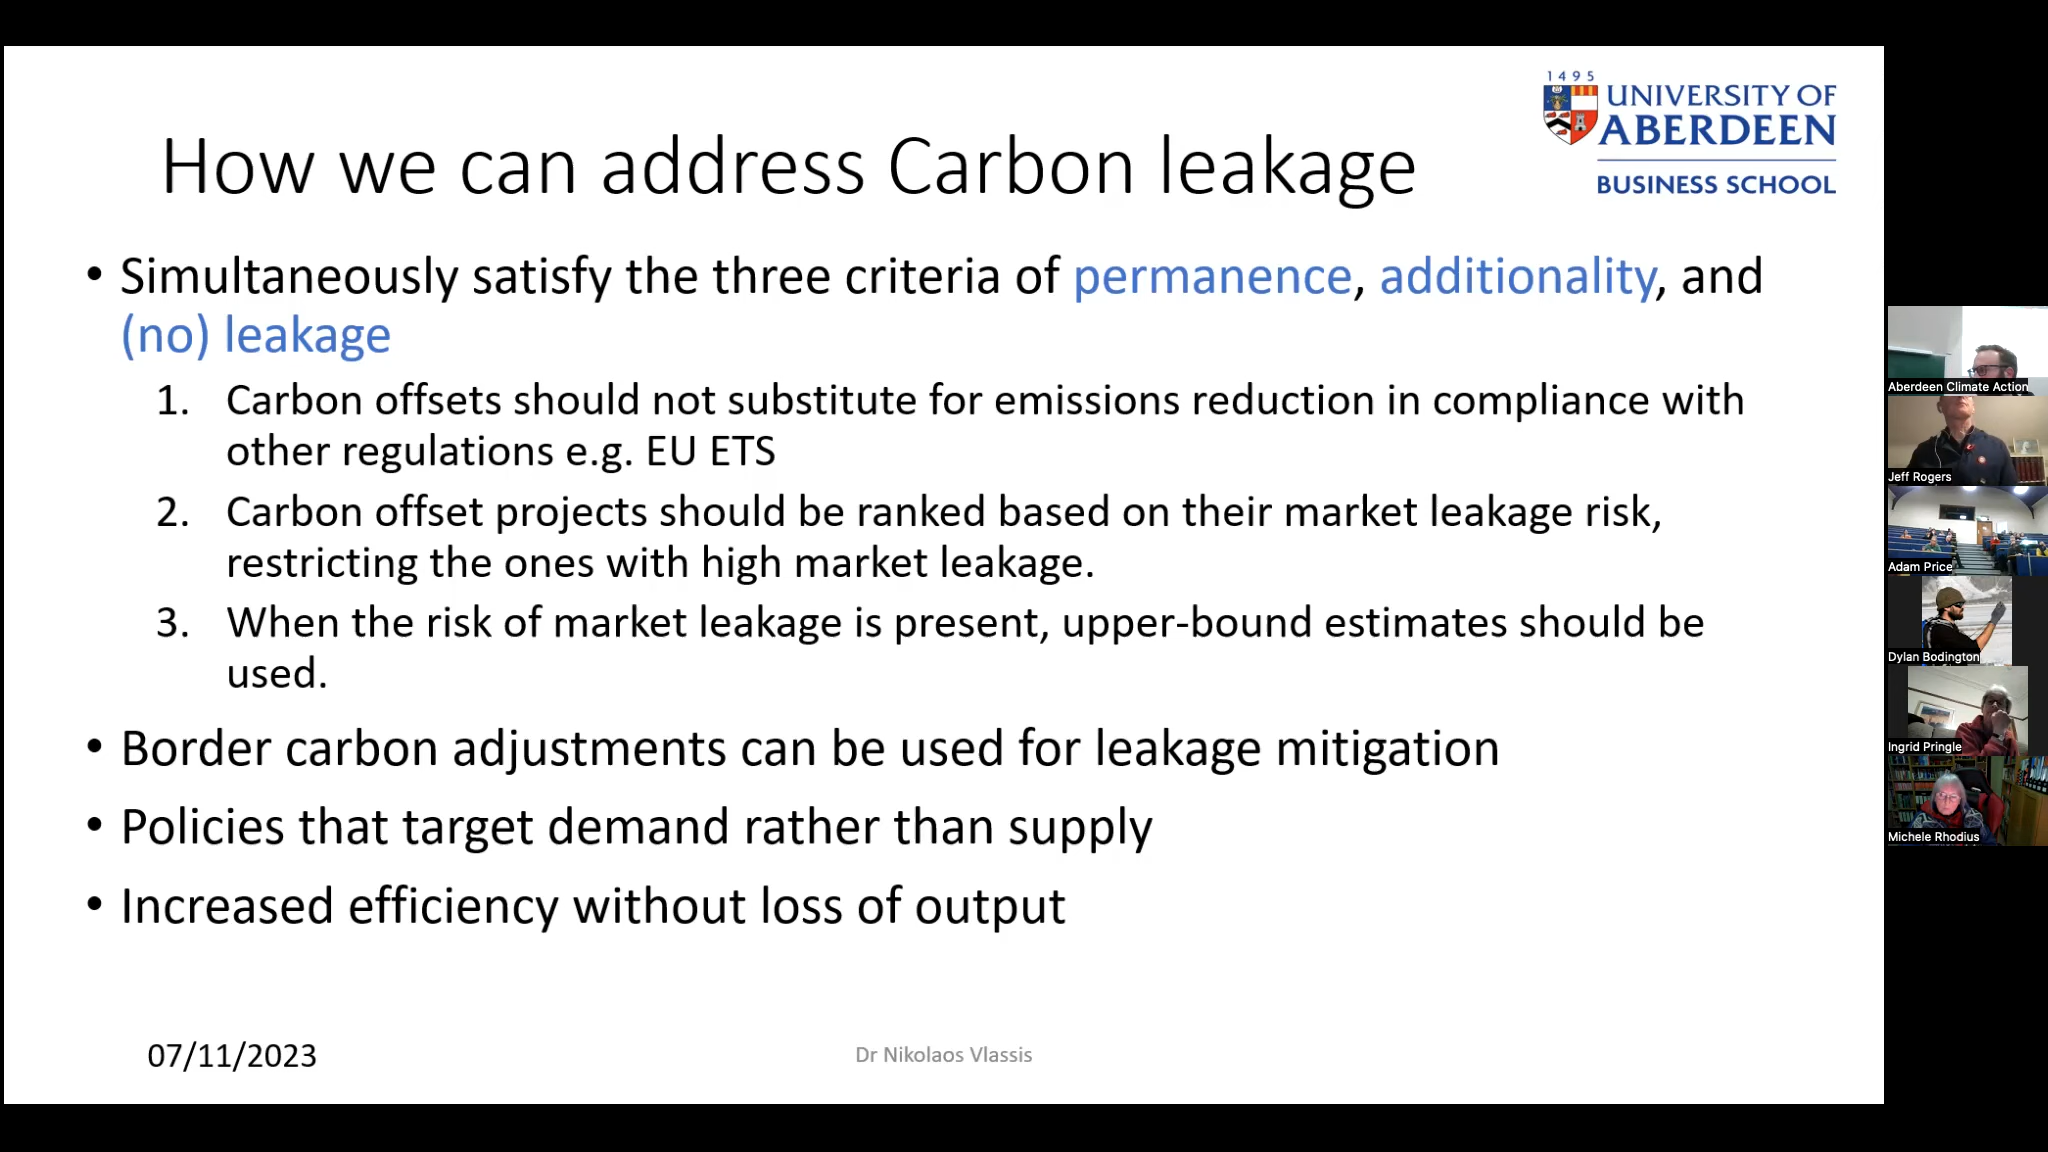 1495
UNIVERSITY OF
ABERDEEN
BUSINESS SCHOOL
How we can address Carbon leakage
• Simultaneously satisfy the three criteria of permanence, additionality, and
(no) leakage
1. Carbon offsets should not substitute for emissions reduction in compliance with
other regulations e.g. EU ETS
2. Carbon offset projects should be ranked based on their market leakage risk,
restricting the ones with high market leakage.
3. When the risk of market leakage is present, upper-bound estimates should be
used.
• Border carbon adjustments can be used for leakage mitigation
• Policies that target demand rather than supply
• Increased efficiency without loss of output
07/11/2023
Dr Nikolaos Vlassis
Aberdeen Climate Action
Jeff Rogers
Adam Price
Dylan Bodington
Ingrid Pringle
Michele Rhodius